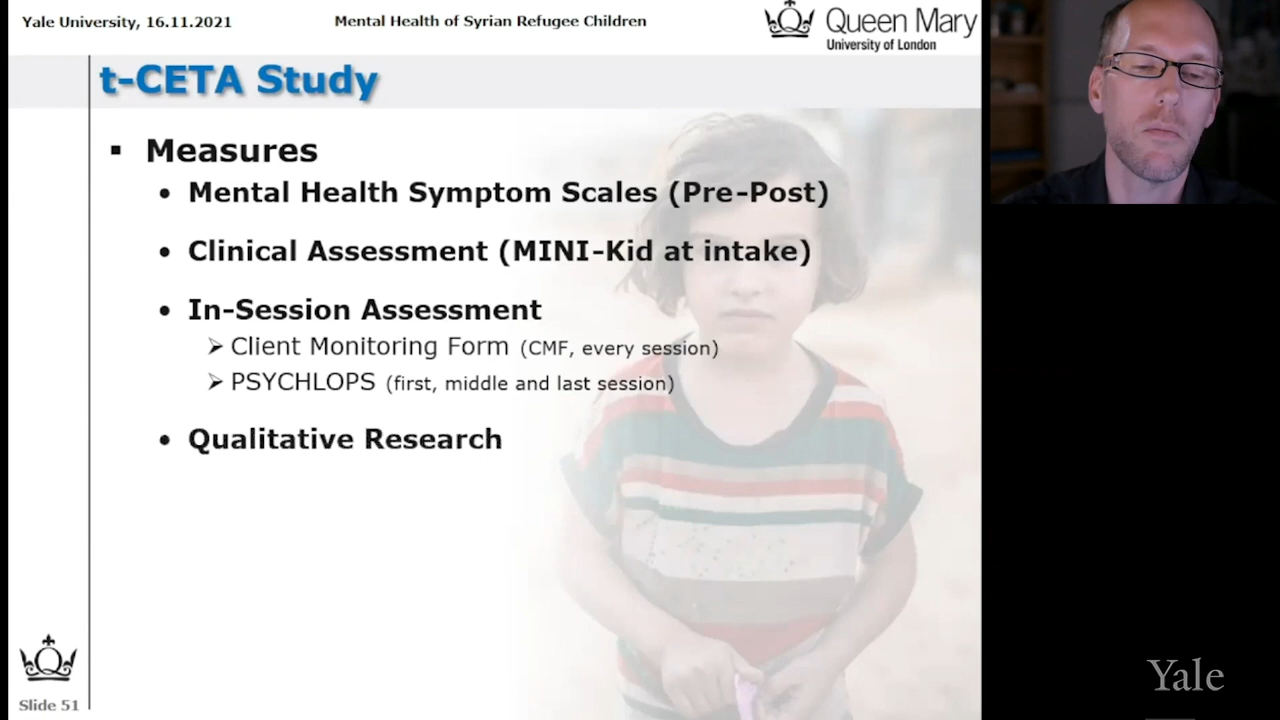 Yale University, 16.11.2021
Mental Health of Syrian Refugee Children
Queen Mary
University of London
t-CETA Study
▪ Measures
• Mental Health Symptom Scales (Pre-Post)
• Clinical Assessment (MINI-Kid at intake)
• In-Session Assessment
➢ Client Monitoring Form (CMF, every session)
➢ PSYCHLOPS (first, middle and last session)
• Qualitative Research
Slide 51
Yale